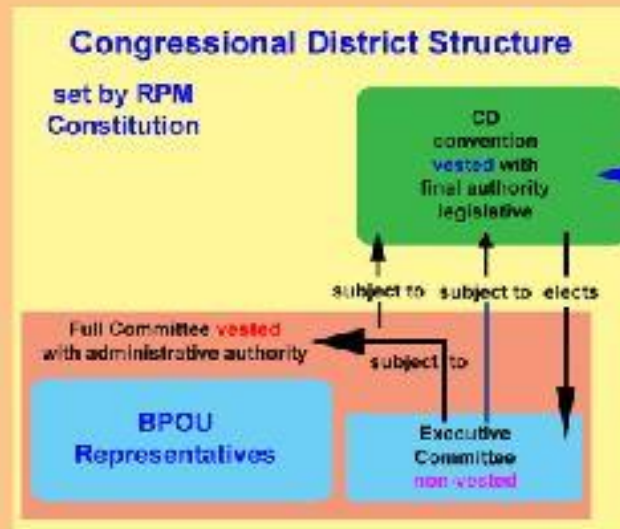 Congressional District Structure
set by RPM
Constitution
CD
convention
vested with
final authority
legislative
subject to
subject to
elects
Full Committee vested
with administrative authority
subject to
BPOU
Representatives
Executive
Committee
non-vested